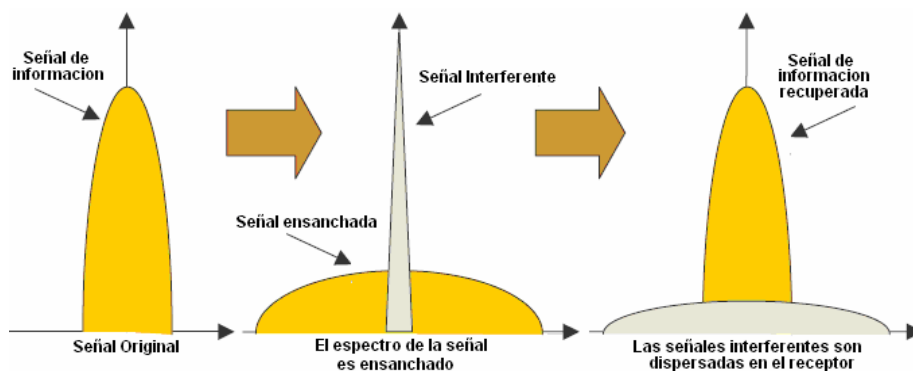 Señal de
informacion
Señal Original
Señal Interferente
Señal ensanchada
El espectro de la señal
es ensanchado
Señal de
informacion
recuperada
Las señales interferentes son
dispersadas en el receptor